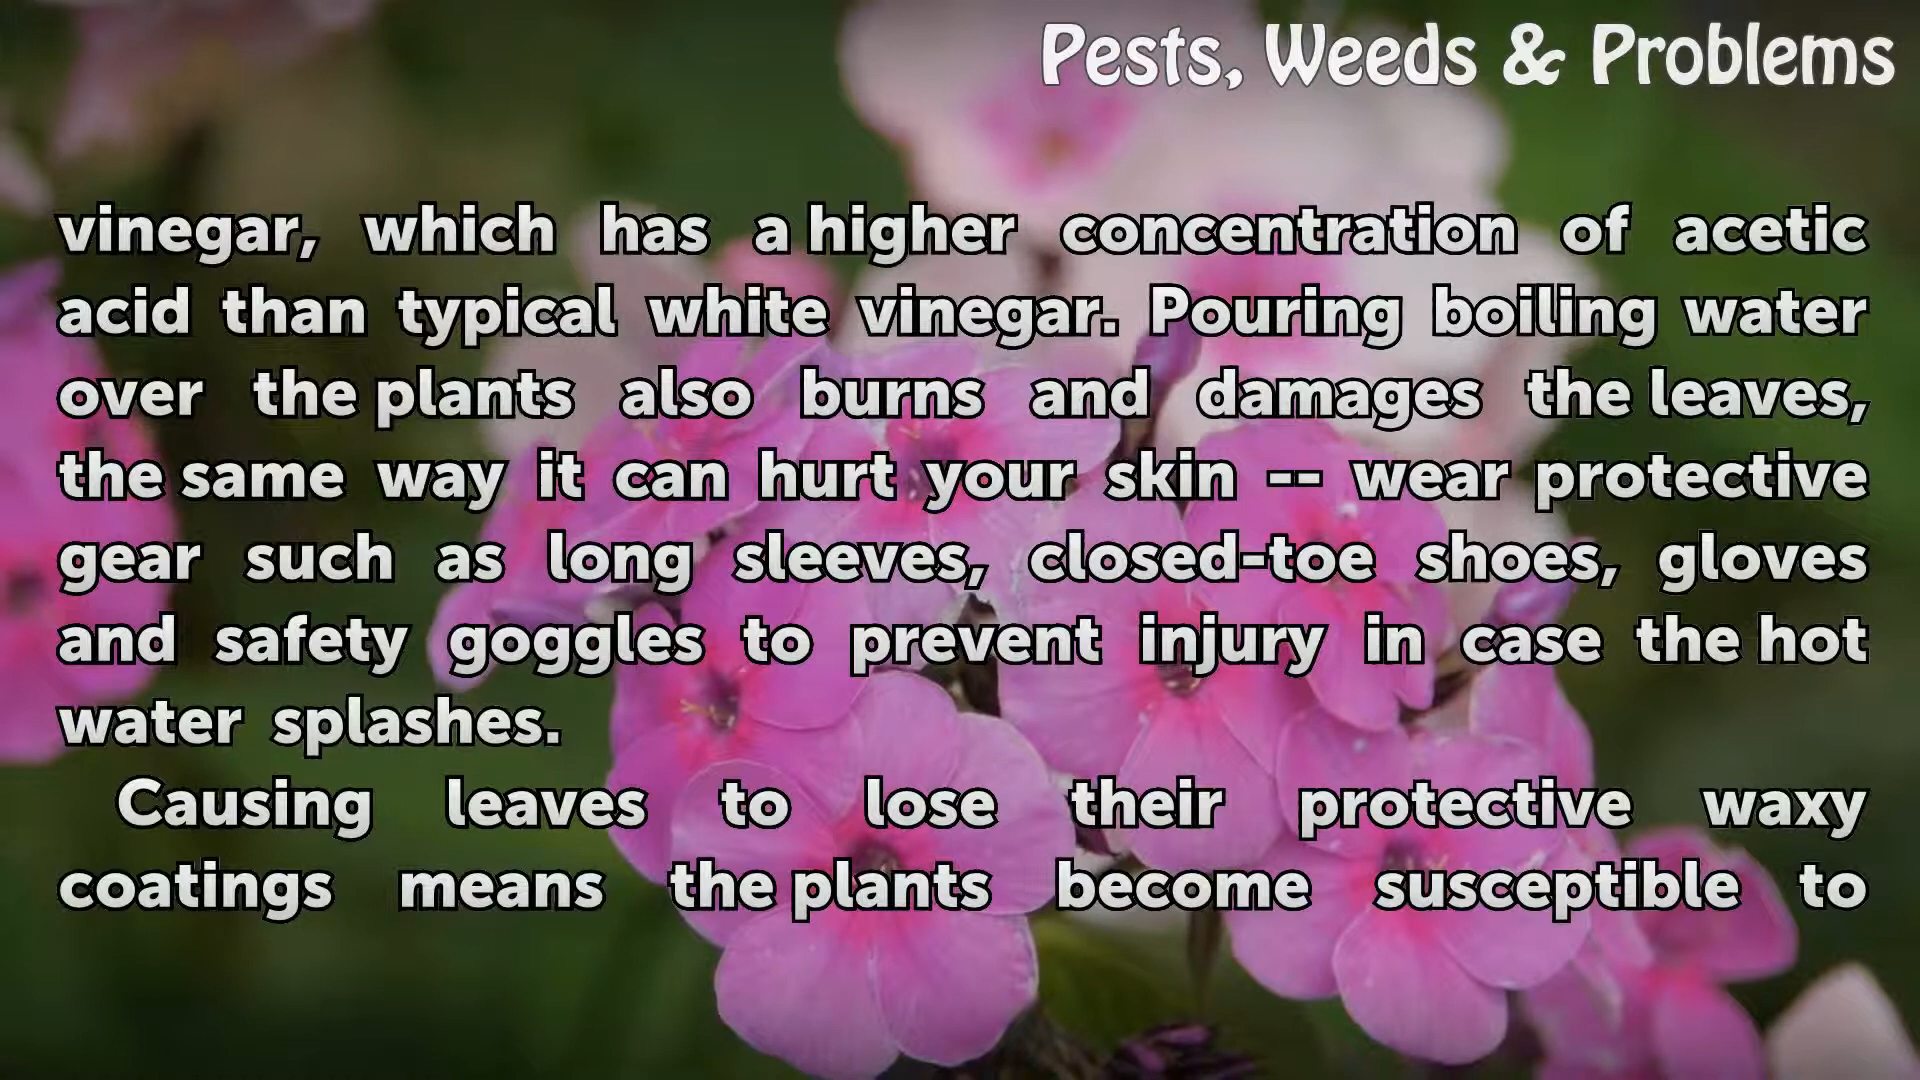 Pests, Weeds & Problems
vinegar, which has a higher concentration of acetic
acid than typical white vinegar. Pouring boiling water
over the plants also burns and damages the leaves,
the same way it can hurt your skin -- wear protective
gear such as long sleeves, closed-toe shoes, gloves
and safety goggles to prevent injury in case the hot
water splashes.
Causing leaves to lose their protective waxy
coatings means the plants become susceptible to